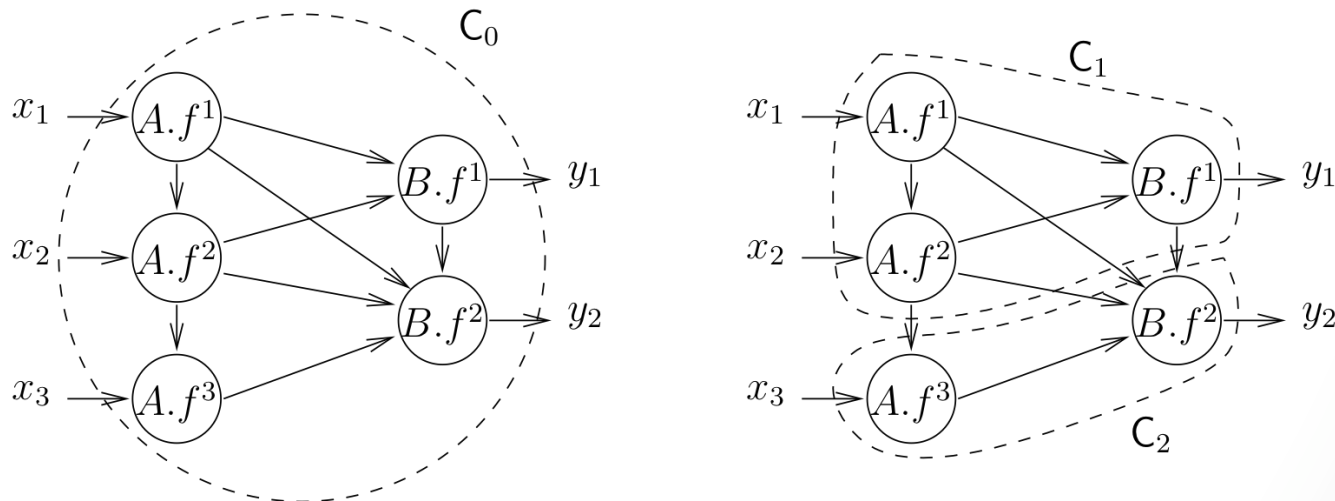 C₀
x₁ A.f¹
B.f¹ y₁
x₂ A.f²
B.f² y₂
x₃ A.f³
C₁
x₁ A.f¹
B.f¹ y₁
x₂ A.f²
B.f² y₂
x₃ A.f³
C₂